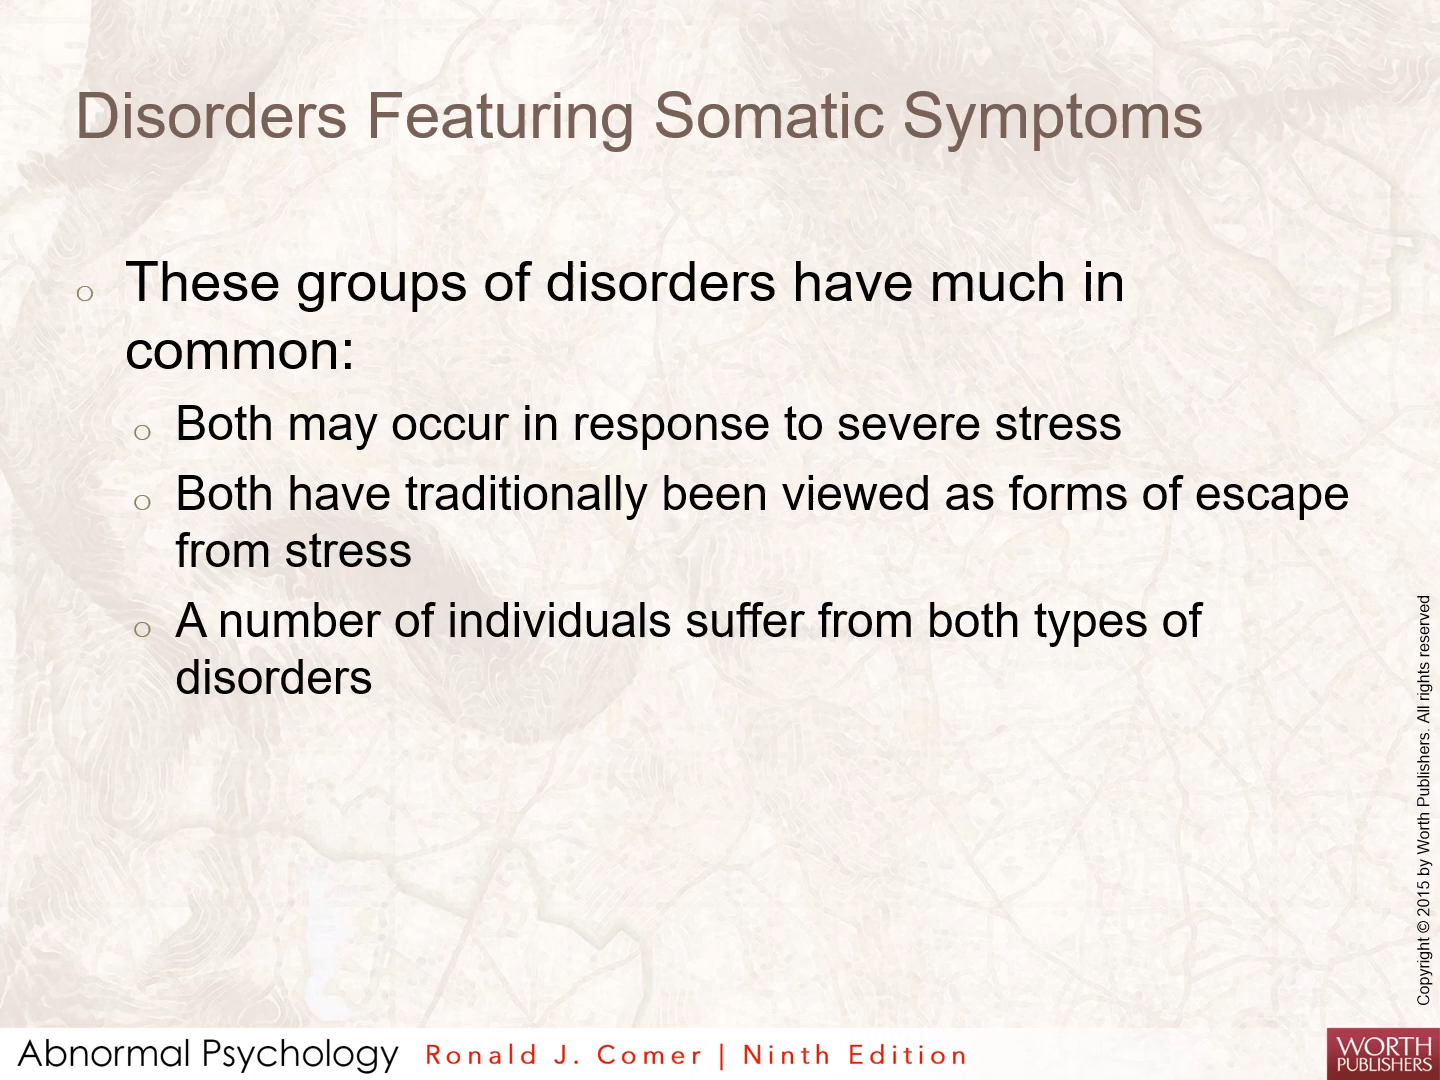 Disorders Featuring Somatic Symptoms
o These groups of disorders have much in
common:
o Both may occur in response to severe stress
o Both have traditionally been viewed as forms of escape
from stress
o A number of individuals suffer from both types of
disorders
Copyright © 2015 by Worth Publishers. All rights reserved
Abnormal Psychology Ronald J. Comer | Ninth Edition
WORTH
PUBLISHERS